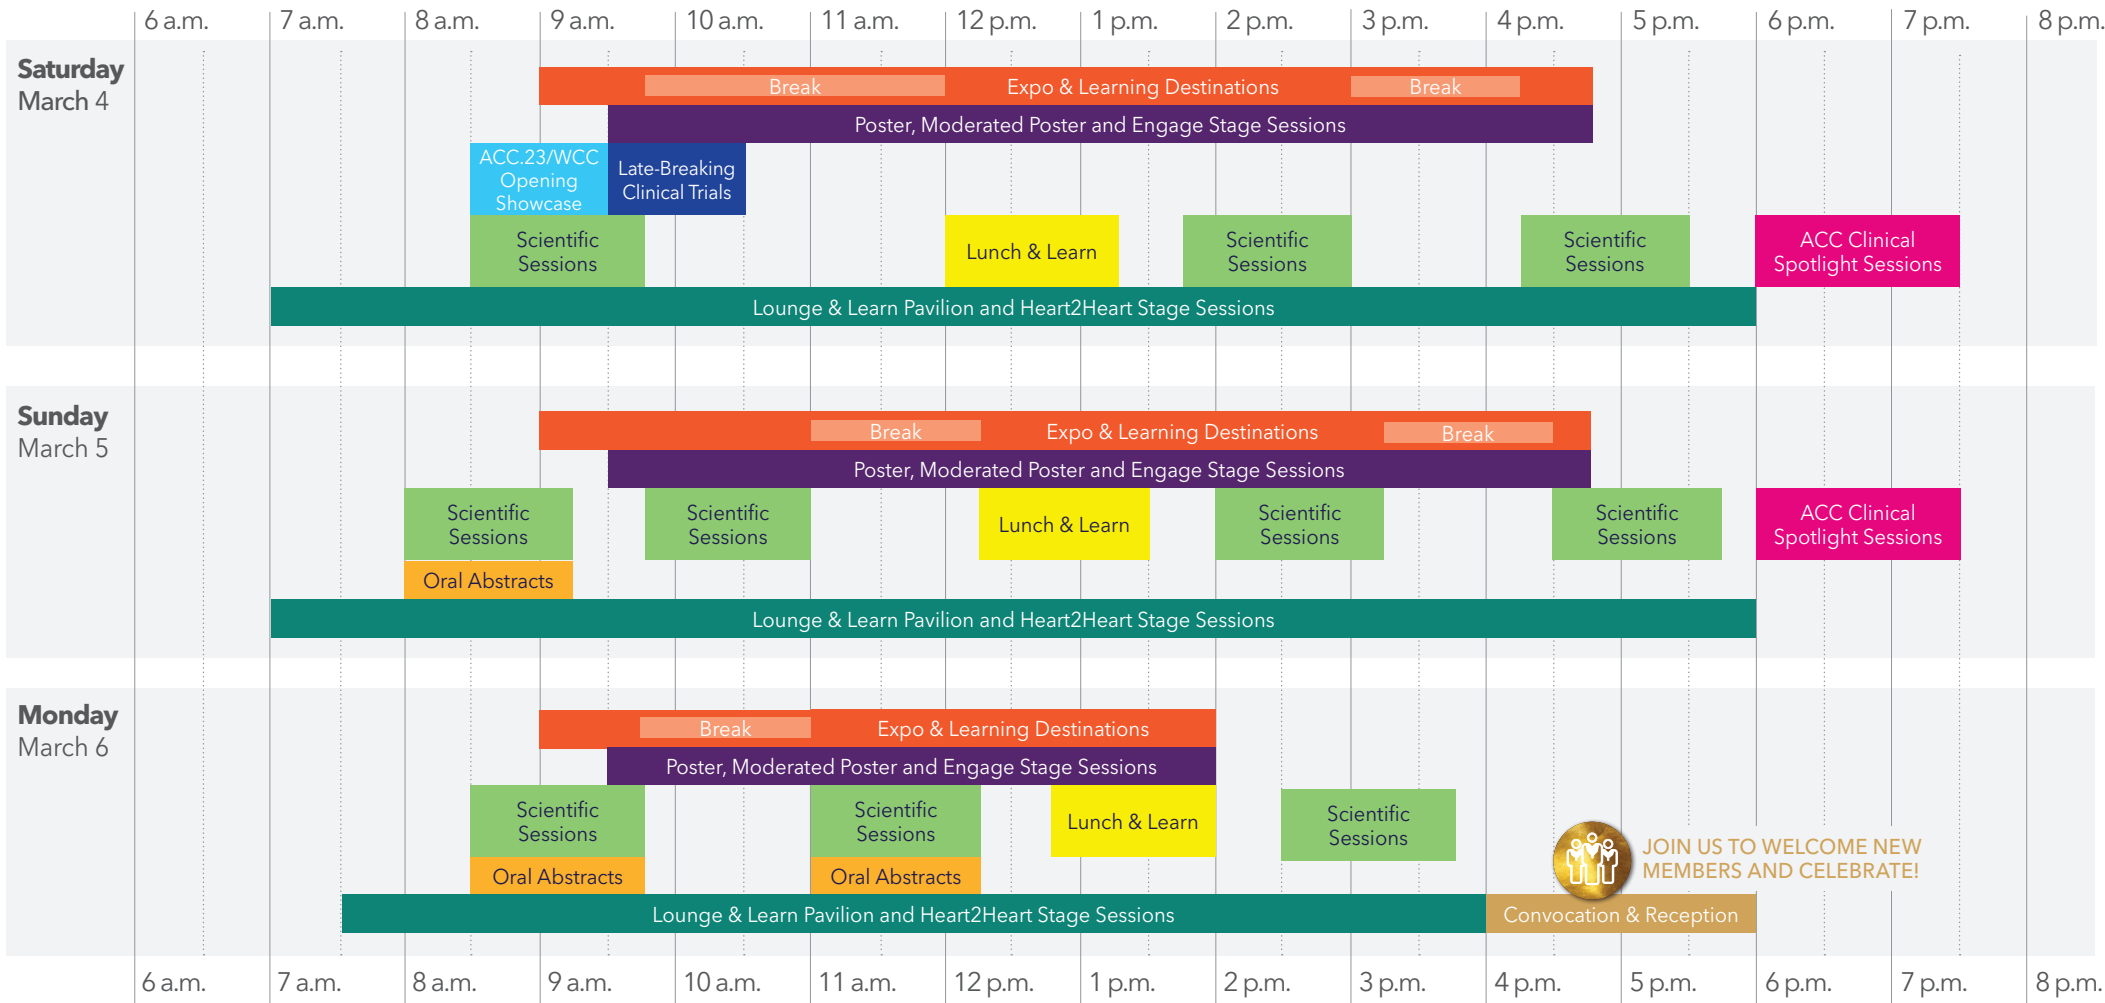 6 a.m. 7 a.m. 8 a.m. 9 a.m. 10 a.m. 11 a.m. 12 p.m. 1 p.m. 2 p.m. 3 p.m. 4 p.m. 5 p.m. 6 p.m. 7 p.m. 8 p.m.
Saturday
March 4
Break Expo & Learning Destinations Break
Poster, Moderated Poster and Engage Stage Sessions
ACC.23/WCC
Opening
Showcase
Late-Breaking
Clinical Trials
Scientific
Sessions
Lunch & Learn
Scientific
Sessions
Scientific
Sessions
ACC Clinical
Spotlight Sessions
Lounge & Learn Pavilion and Heart2Heart Stage Sessions
Sunday
March 5
Break Expo & Learning Destinations Break
Poster, Moderated Poster and Engage Stage Sessions
Scientific
Sessions
Scientific
Sessions
Lunch & Learn
Scientific
Sessions
Scientific
Sessions
ACC Clinical
Spotlight Sessions
Oral Abstracts
Lounge & Learn Pavilion and Heart2Heart Stage Sessions
Monday
March 6
Break Expo & Learning Destinations
Poster, Moderated Poster and Engage Stage Sessions
Scientific
Sessions
Scientific
Sessions
Lunch & Learn
Scientific
Sessions
Oral Abstracts
Oral Abstracts
JOIN US TO WELCOME NEW
MEMBERS AND CELEBRATE!
Lounge & Learn Pavilion and Heart2Heart Stage Sessions
Convocation & Reception
6 a.m. 7 a.m. 8 a.m. 9 a.m. 10 a.m. 11 a.m. 12 p.m. 1 p.m. 2 p.m. 3 p.m. 4 p.m. 5 p.m. 6 p.m. 7 p.m. 8 p.m.